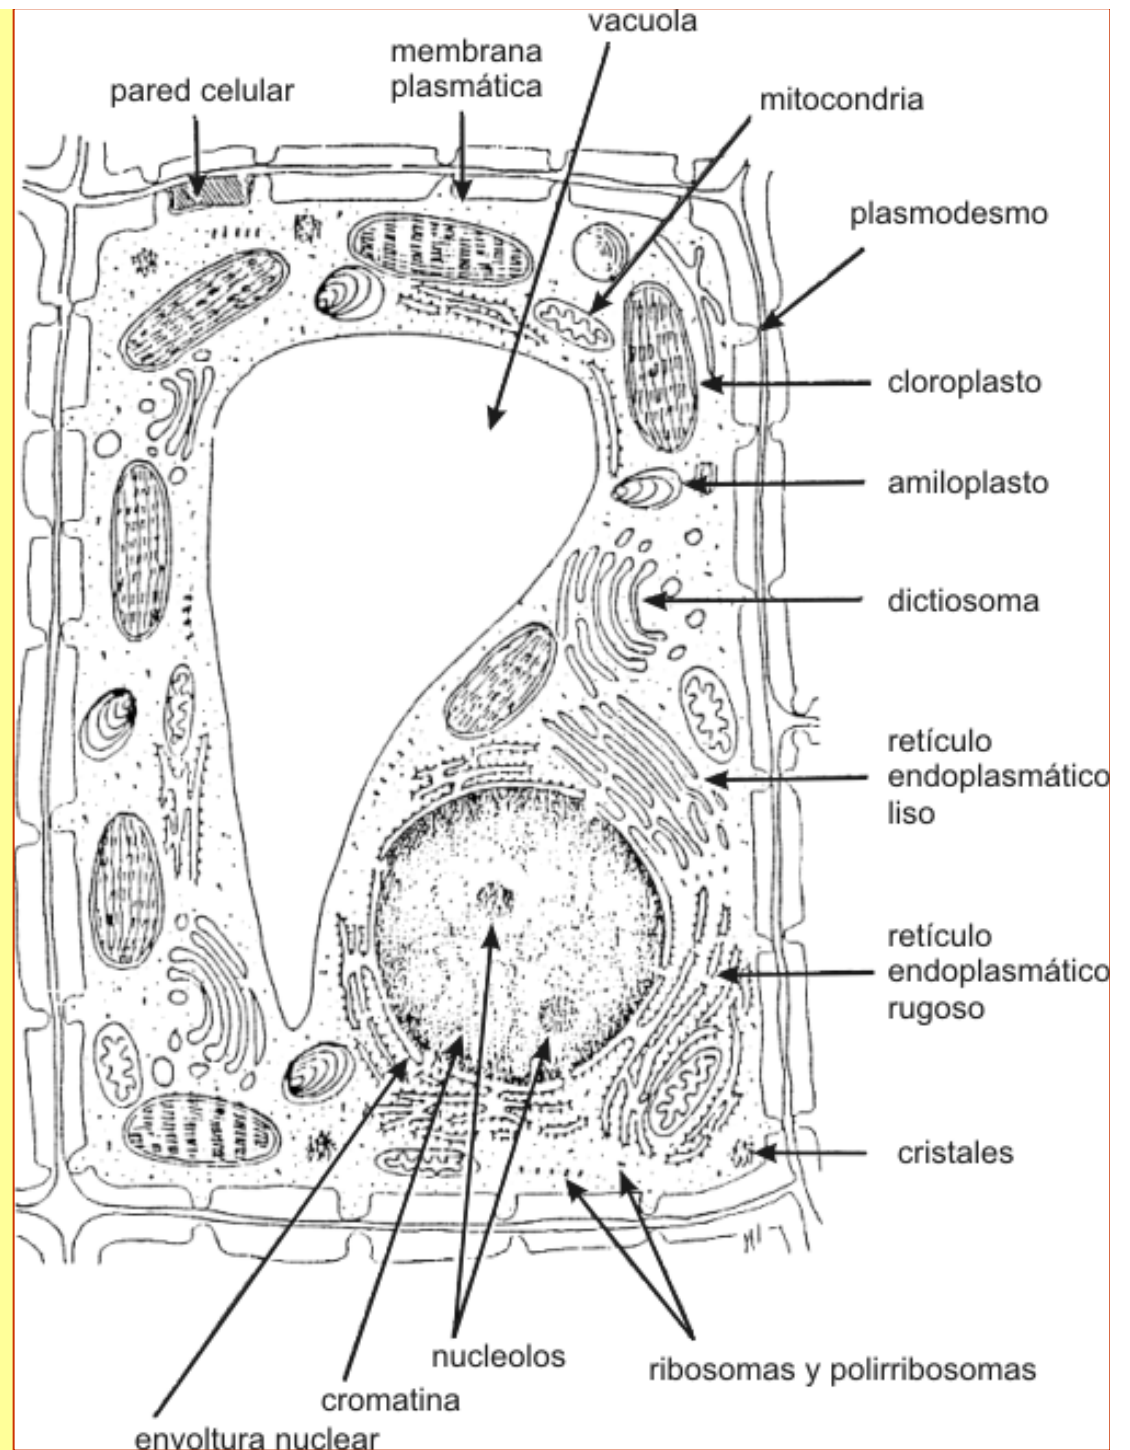 vacuola
membrana
plasmática
pared celular
mitocondria
plasmodesmo
cloroplasto
amiloplasto
dictiosoma
retículo
endoplasmático
liso
retículo
endoplasmático
rugoso
cristales
nucleolos
ribosomas y polirribosomas
cromatina
envoltura nuclear